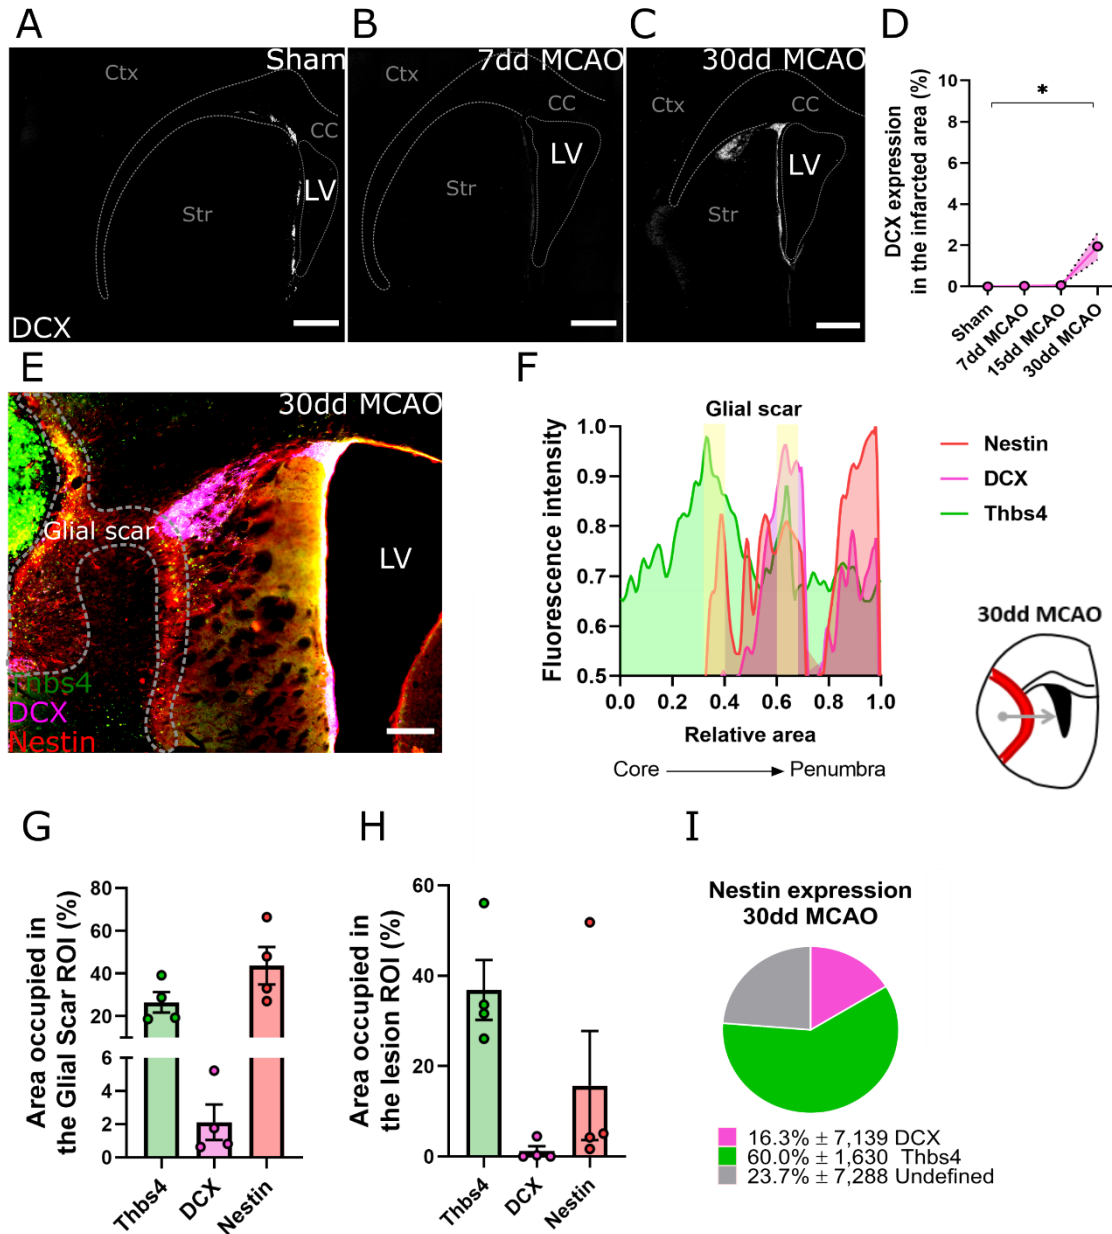 A
B
C
D
Sham
7dd MCAO
30dd MCAO
Ctx
CC
LV
Str
DCX
Ctx
CC
LV
Str
Ctx
CC
LV
Str
DCX expression
in the infarcted area (%)
10
8
6
4
2
0
*
Sham
7dd MCAO
15dd MCAO
30dd MCAO
E
30dd MCAO
Glial scar
LV
Thbs4
DCX
Nestin
F
Glial scar
Fluorescence intensity
1.0
0.9
0.8
0.7
0.6
0.5
0.0 0.2 0.4 0.6 0.8 1.0
Relative area
Core Penumbra
Nestin
DCX
Thbs4
30dd MCAO
G
Area occupied in
the Glial Scar ROI (%)
80
60
40
20
6
4
2
0
Thbs4
DCX
Nestin
H
Area occupied in
the lesion ROI (%)
60
40
20
0
Thbs4
DCX
Nestin
I
Nestin expression
30dd MCAO
16.3% ± 7,139 DCX
60.0% ± 1,630 Thbs4
23.7% ± 7,288 Undefined